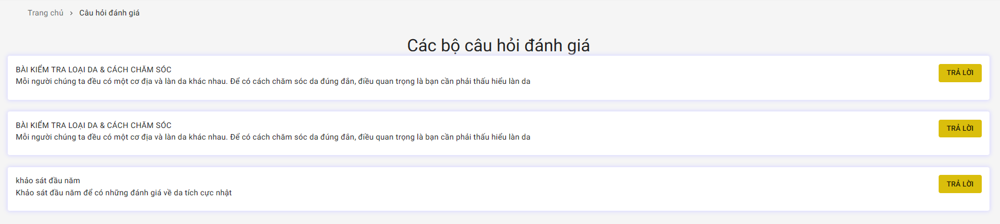 Trang chủ › Câu hỏi đánh giá
Các bộ câu hỏi đánh giá
BÀI KIỂM TRA LOẠI DA & CÁCH CHĂM SÓC
TRẢ LỜI
Mỗi người chúng ta đều có một cơ địa và làn da khác nhau. Để có cách chăm sóc da đúng đắn, điều quan trọng là bạn cần phải thấu hiểu làn da
BÀI KIỂM TRA LOẠI DA & CÁCH CHĂM SÓC
TRẢ LỜI
Mỗi người chúng ta đều có một cơ địa và làn da khác nhau. Để có cách chăm sóc da đúng đắn, điều quan trọng là bạn cần phải thấu hiểu làn da
khảo sát đầu năm
TRẢ LỜI
Khảo sát đầu năm để có những đánh giá về da tích cực nhật